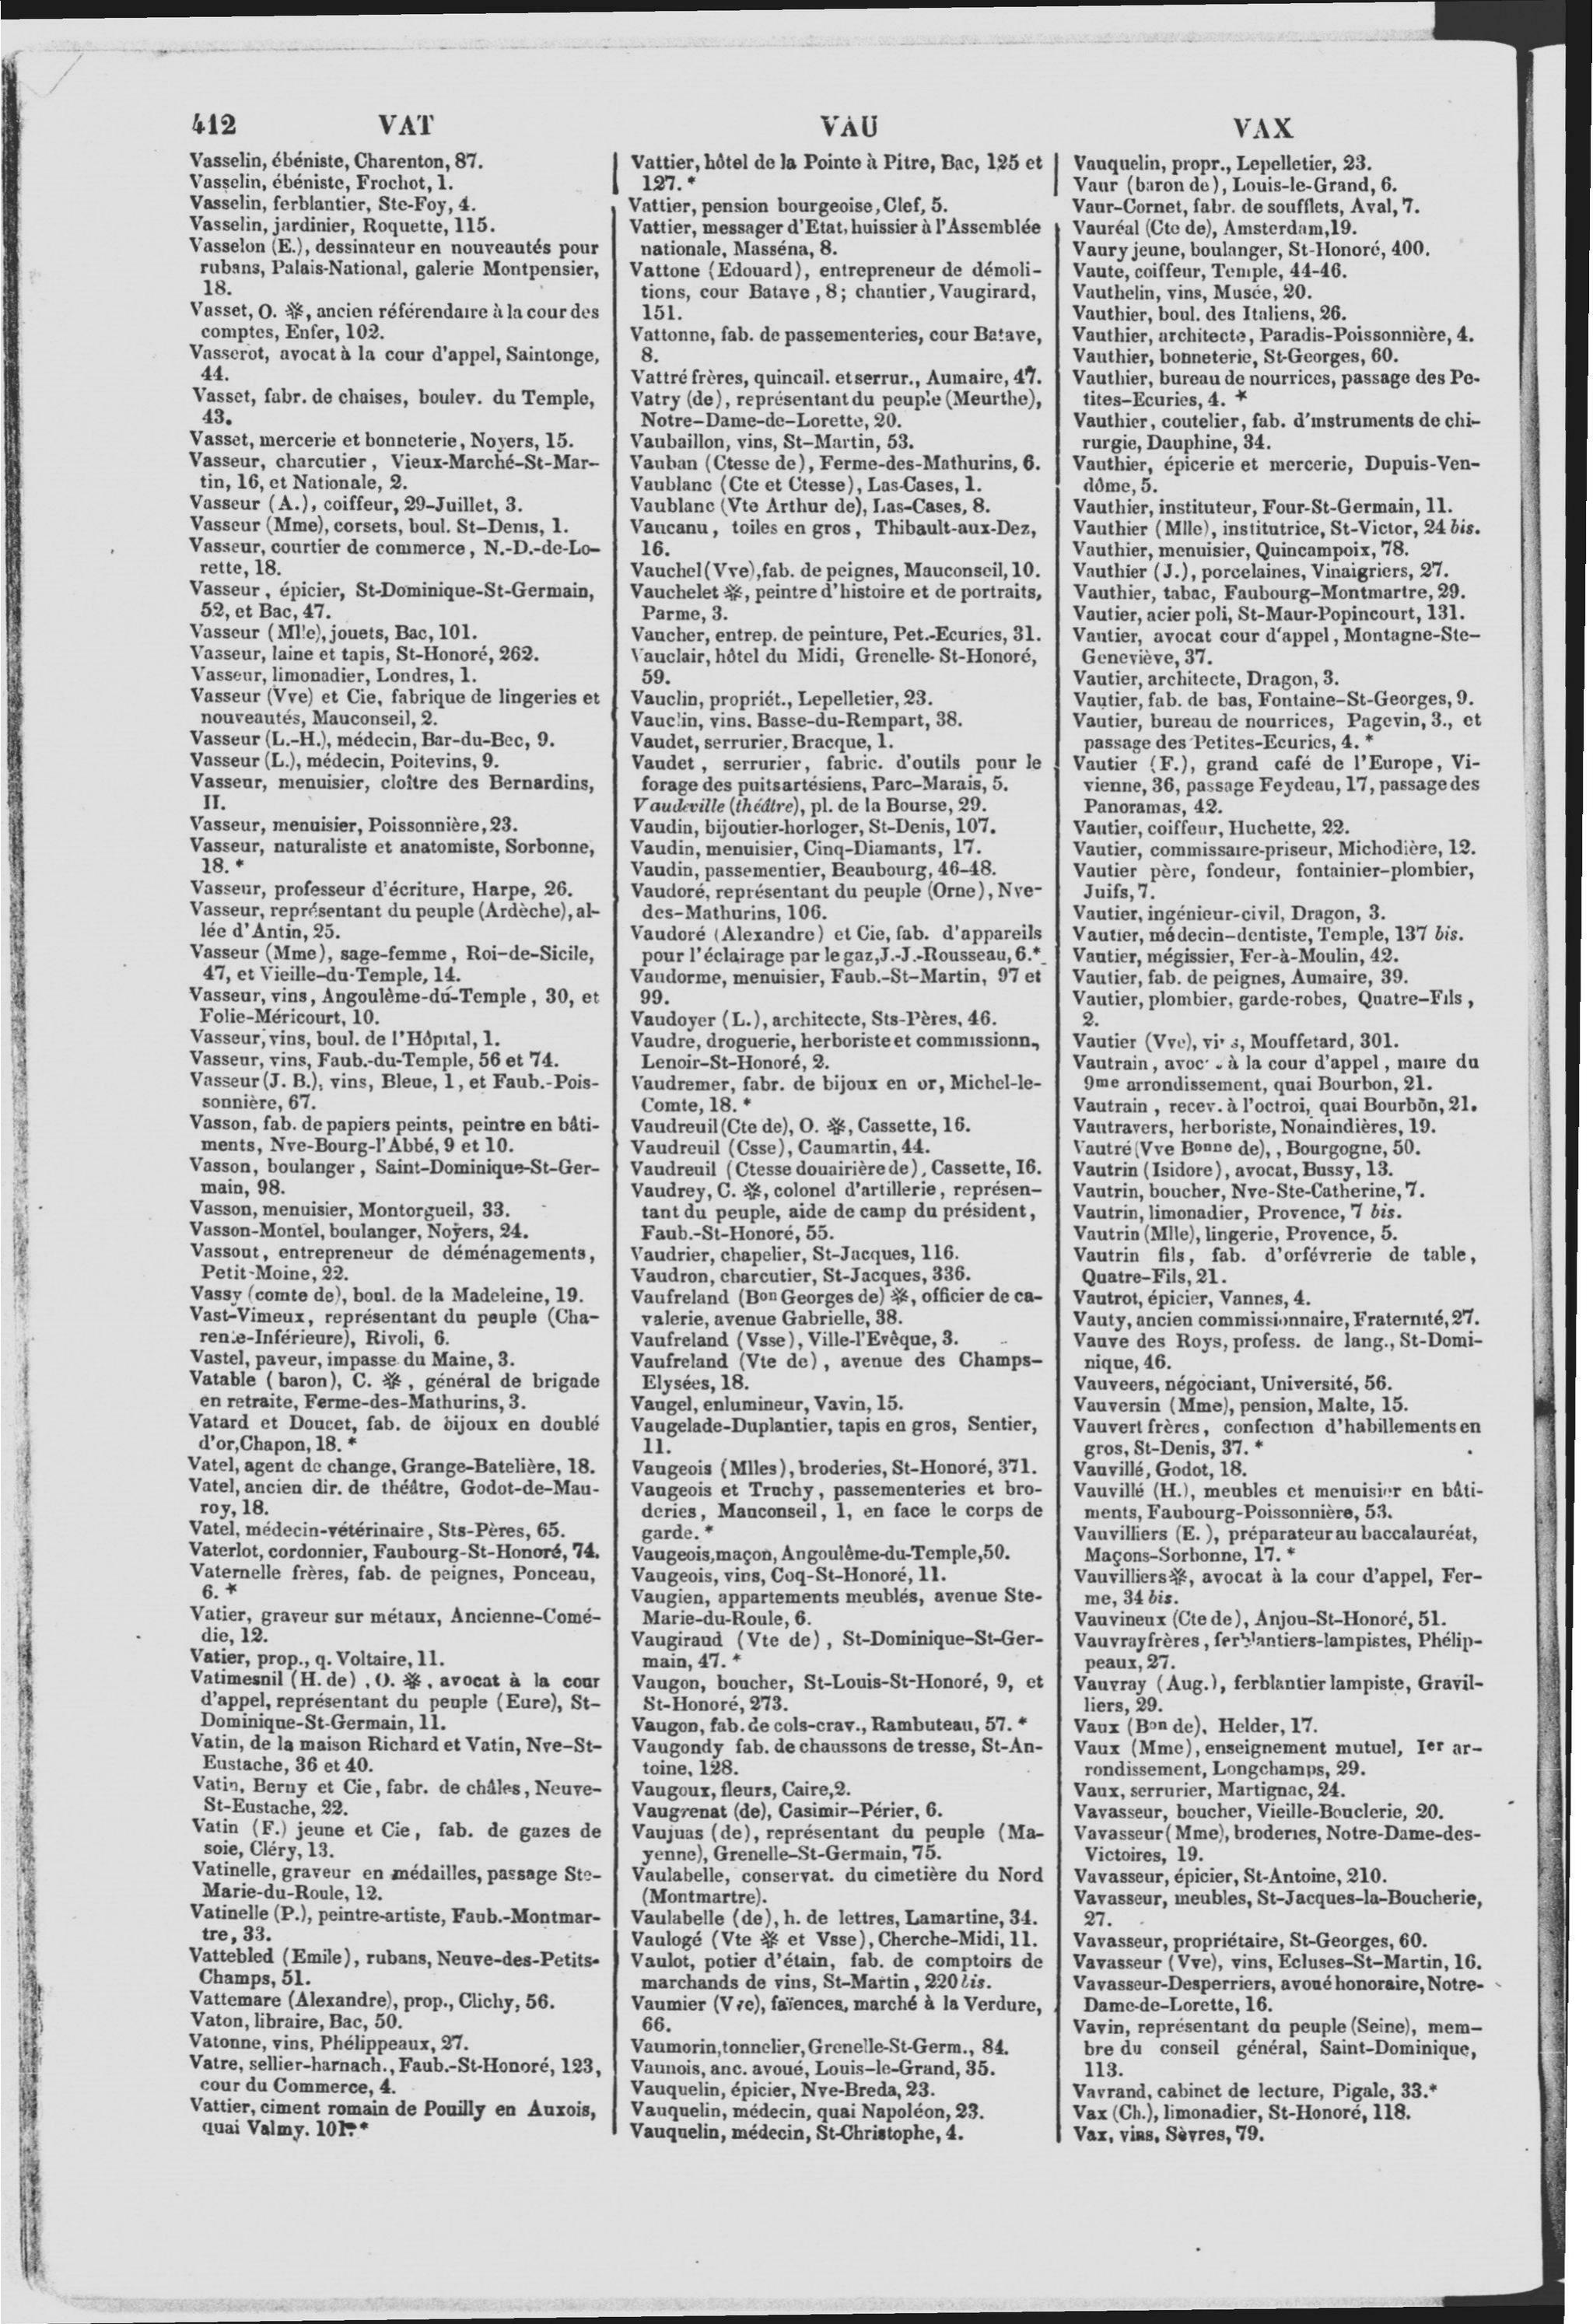 412 VAT VAU VAX
Vasselin, ébéniste, Charenton, 87.
Vasselin, ébéniste, Frochot, 1.
Vasselin, ferblantier, Ste-Foy, 4.
Vasselin, jardinier, Roquette, 115.
Vasselon (E.), dessinateur en nouveautés pour
rubans, Palais-National, galerie Montpensier,
18.
Vasset, O. ✻, ancien référendaire à la cour des
comptes, Enfer, 102.
Vasserot, avocat à la cour d'appel, Saintonge,
44.
Vasset, fabr. de chaises, boulev. du Temple,
43.
Vasset, mercerie et bonneterie, Noyers, 15.
Vasseur, charcutier, Vieux-Marché-St-Mar-
tin, 16, et Nationale, 2.
Vasseur (A.), coiffeur, 29-Juillet, 3.
Vasseur (Mme), corsets, boul. St-Denis, 1.
Vasseur, courtier de commerce, N.-D.-de-Lo-
rette, 18.
Vasseur, épicier, St-Dominique-St-Germain,
52, et Bac, 47.
Vasseur (Mlle), jouets, Bac, 101.
Vasseur, laine et tapis, St-Honoré, 262.
Vasseur, limonadier, Londres, 1.
Vasseur (Vve) et Cie, fabrique de lingeries et
nouveautés, Mauconseil, 2.
Vasseur (L.-H.), médecin, Bar-du-Bec, 9.
Vasseur (L.), médecin, Poitevins, 9.
Vasseur, menuisier, cloître des Bernardins,
II.
Vasseur, menuisier, Poissonnière, 23.
Vasseur, naturaliste et anatomiste, Sorbonne,
18.*
Vasseur, professeur d'écriture, Harpe, 26.
Vasseur, représentant du peuple (Ardèche), al-
lée d'Antin, 25.
Vasseur (Mme), sage-femme, Roi-de-Sicile,
47, et Vieille-du-Temple, 14.
Vasseur, vins, Angoulême-du-Temple, 30, et
Folie-Méricourt, 10.
Vasseur, vins, boul. de l'Hôpital, 1.
Vasseur, vins, Faub.-du-Temple, 56 et 74.
Vasseur (J. B.), vins, Bleue, 1, et Faub.-Pois-
sonnière, 67.
Vasson, fab. de papiers peints, peintre en bâti-
ments, Nve-Bourg-l'Abbé, 9 et 10.
Vasson, boulanger, Saint-Dominique-St-Ger-
main, 98.
Vasson, menuisier, Montorgueil, 33.
Vasson-Montel, boulanger, Noyers, 24.
Vassout, entrepreneur de déménagements,
Petit-Moine, 22.
Vassy (comte de), boul. de la Madeleine, 19.
Vast-Vimeux, représentant du peuple (Cha-
rente-Inférieure), Rivoli, 6.
Vastel, paveur, impasse du Maine, 3.
Vatable (baron), C. ✻, général de brigade
en retraite, Ferme-des-Mathurins, 3.
Vatard et Doucet, fab. de bijoux en doublé
d'or, Chapon, 18. *
Vatel, agent de change, Grange-Batelière, 18.
Vatel, ancien dir. de théâtre, Godot-de-Mau-
roy, 18.
Vatel, médecin-vétérinaire, Sts-Pères, 65.
Vaterlot, cordonnier, Faubourg-St-Honoré, 74.
Vaternelle frères, fab. de peignes, Ponceau,
6. *
Vatier, graveur sur métaux, Ancienne-Comé-
die, 12.
Vatier, prop., q. Voltaire, 11.
Vatimesnil (H. de), O. ✻, avocat à la cour
d'appel, représentant du peuple (Eure), St-
Dominique-St-Germain, 11.
Vatin, de la maison Richard et Vatin, Nve-St-
Eustache, 36 et 40.
Vatin, Berny et Cie, fabr. de châles, Neuve-
St-Eustache, 22.
Vatin (F.) jeune et Cie, fab. de gazes de
soie, Cléry, 13.
Vatinelle, graveur en médailles, passage Ste-
Marie-du-Roule, 12.
Vatinelle (P.), peintre-artiste, Faub.-Montmar-
tre, 33.
Vattebled (Emile), rubans, Neuve-des-Petits-
Champs, 51.
Vattemare (Alexandre), prop., Clichy, 56.
Vaton, libraire, Bac, 50.
Vatonne, vins, Phélippeaux, 27.
Vatre, sellier-harnach., Faub.-St-Honoré, 123,
cour du Commerce, 4.
Vattier, ciment romain de Pouilly en Auxois,
quai Valmy.
Vattier, hôtel de la Pointe à Pitre, Bac, 125 et
127.*
Vattier, pension bourgeoise, Clef, 5.
Vattier, messager d'Etat, huissier à l'Assemblée
nationale, Masséna, 8.
Vattone (Edouard), entrepreneur de démoli-
tions, cour Batave, 8; chantier, Vaugirard,
151.
Vattonne, fab. de passementeries, cour Batave,
8.
Vattré frères, quincail. et serrur., Aumaire, 47.
Vatry (de), représentant du peuple (Meurthe),
Notre-Dame-de-Lorette, 20.
Vaubaillon, vins, St-Martin, 53.
Vauban (Ctesse de), Ferme-des-Mathurins, 6.
Vaublanc (Cte et Ctesse), Las-Cases, 1.
Vaublanc (Vte Arthur de), Las-Cases, 8.
Vaucanu, toiles en gros, Thibault-aux-Dez,
16.
Vauchel (Vve), fab. de peignes, Mauconseil, 10.
Vauchelet ✻, peintre d'histoire et de portraits,
Parme, 3.
Vaucher, entrep. de peinture, Pet.-Ecuries, 31.
Vauclair, hôtel du Midi, Grenelle-St-Honoré,
59.
Vauclin, propriét., Lepelletier, 23.
Vauclin, vins. Basse-du-Rempart, 38.
Vaudet, serrurier, Bracque, 1.
Vaudet, serrurier, fabric. d'outils pour le
forage des puitsartésiens, Parc-Marais, 5.
Vaudeville (théâtre), pl. de la Bourse, 29.
Vaudin, bijoutier-horloger, St-Denis, 107.
Vaudin, menuisier, Cinq-Diamants, 17.
Vaudin, passementier, Beaubourg, 46-48.
Vaudoré, représentant du peuple (Orne), Nve-
des-Mathurins, 106.
Vaudoré (Alexandre) et Cie, fab. d'appareils
pour l'éclairage par le gaz, J.-J.-Rousseau, 6.*
Vaudorme, menuisier, Faub.-St-Martin, 97 et
99.
Vaudoyer (L.), architecte, Sts-Pères, 46.
Vaudre, droguerie, herboriste et commissionn.,
Lenoir-St-Honoré, 2.
Vaudremer, fabr. de bijoux en or, Michel-le-
Comte, 18. *
Vaudreuil (Cte de), O. ✻, Cassette, 16.
Vaudreuil (Csse), Caumartin, 44.
Vaudreuil (Ctesse douairière de), Cassette, 16.
Vaudrey, C. ✻, colonel d'artillerie, représen-
tant du peuple, aide de camp du président,
Faub.-St-Honoré, 55.
Vaudrier, chapelier, St-Jacques, 116.
Vaudron, charcutier, St-Jacques, 336.
Vaufreland (Bon Georges de) ✻, officier de ca-
valerie, avenue Gabrielle, 38.
Vaufreland (Vsse), Ville-l'Evêque, 3.
Vaufreland (Vte de), avenue des Champs-
Elysées, 18.
Vaugel, enlumineur, Vavin, 15.
Vaugelade-Duplantier, tapis en gros, Sentier,
11.
Vaugeois (Mlles), broderies, St-Honoré, 371.
Vaugeois et Truchy, passementeries et bro-
deries, Mauconseil, 1, en face le corps de
garde. *
Vaugeois, maçon, Angoulême-du-Temple, 50.
Vaugeois, vins, Coq-St-Honoré, 11.
Vaugien, appartements meublés, avenue Ste-
Marie-du-Roule, 6.
Vaugiraud (Vte de), St-Dominique-St-Ger-
main, 47. *
Vaugon, boucher, St-Louis-St-Honoré, 9, et
St-Honoré, 273.
Vaugon, fab. de cols-crav., Rambuteau, 57. *
Vaugondy fab. de chaussons de tresse, St-An-
toine, 128.
Vaugoux, fleurs, Caire, 2.
Vaugrenat (de), Casimir-Périer, 6.
Vaujuas (de), représentant du peuple (Ma-
yenne), Grenelle-St-Germain, 75.
Vaulabelle, conservat. du cimetière du Nord
(Montmartre).
Vaulabelle (de), h. de lettres, Lamartine, 34.
Vaulogé (Vte ✻ et Vsse), Cherche-Midi, 11.
Vaulot, potier d'étain, fab. de comptoirs de
marchands de vins, St-Martin, 220 bis.
Vaumier (Vve), faïences, marché à la Verdure,
66.
Vaumorin, tonnelier, Grenelle-St-Germ., 84.
Vaunois, anc. avoué, Louis-le-Grand, 35.
Vauquelin, épicier, Nve-Breda, 23.
Vauquelin, médecin, quai Napoléon, 23.
Vauquelin, médecin, St-Christophe, 4.
Vauquelin, propr., Lepelletier, 23.
Vaur (baron de), Louis-le-Grand, 6.
Vaur-Cornet, fabr. de soufflets, Aval, 7.
Vauréal (Cte de), Amsterdam, 19.
Vaury jeune, boulanger, St-Honoré, 400.
Vaute, coiffeur, Temple, 44-46.
Vauthelin, vins, Musée, 20.
Vauthier, boul. des Italiens, 26.
Vauthier, architecte, Paradis-Poissonnière, 4.
Vauthier, bonneterie, St-Georges, 60.
Vauthier, bureau de nourrices, passage des Pe-
tites-Ecuries, 4. *
Vauthier, coutelier, fab. d'instruments de chi-
rurgie, Dauphine, 34.
Vauthier, épicerie et mercerie, Dupuis-Ven-
dôme, 5.
Vauthier, instituteur, Four-St-Germain, 11.
Vauthier (Mlle), institutrice, St-Victor, 24 bis.
Vauthier, menuisier, Quincampoix, 78.
Vauthier (J.), porcelaines, Vinaigriers, 27.
Vauthier, tabac, Faubourg-Montmartre, 29.
Vautier, acier poli, St-Maur-Popincourt, 131.
Vautier, avocat cour d'appel, Montagne-Ste-
Geneviève, 37.
Vautier, architecte, Dragon, 3.
Vautier, fab. de bas, Fontaine-St-Georges, 9.
Vautier, bureau de nourrices, Pagevin, 3., et
passage des Petites-Ecuries, 4. *
Vautier (F.), grand café de l'Europe, Vi-
vienne, 36, passage Feydeau, 17, passage des
Panoramas, 42.
Vautier, coiffeur, Huchette, 22.
Vautier, commissaire-priseur, Michodière, 12.
Vautier père, fondeur, fontainier-plombier,
Juifs, 7.
Vautier, ingénieur-civil, Dragon, 3.
Vautier, médecin-dentiste, Temple, 137 bis.
Vautier, mégissier, Fer-à-Moulin, 42.
Vautier, fab. de peignes, Aumaire, 39.
Vautier, plombier, garde-robes, Quatre-Fils,
2.
Vautier (Vve), Mouffetard, 301.
Vautrain, à la cour d'appel, maire du
9me arrondissement, quai Bourbon, 21.
Vautrain, recev. à l'octroi, quai Bourbon, 21.
Vautravers, herboriste, Nonaindières, 19.
Vautré (Vve Bonne de),, Bourgogne, 50.
Vautrin (Isidore), avocat, Bussy, 13.
Vautrin, boucher, Nve-Ste-Catherine, 7.
Vautrin, limonadier, Provence, 7 bis.
Vautrin (Mlle), lingerie, Provence, 5.
Vautrin fils, fab. d'orfévrerie de table,
Quatre-Fils, 21.
Vautrot, épicier, Vannes, 4.
Vauty, ancien commissionnaire, Fraternité, 27.
Vauve des Roys, profess. de lang., St-Domi-
nique, 46.
Vauveers, négociant, Université, 56.
Vauversin (Mme), pension, Malte, 15.
Vauvert frères, confection d'habillements en
gros, St-Denis, 37. *
Vauvillé, Godot, 18.
Vauvillé (H.), meubles et menuisier en bâti-
ments, Faubourg-Poissonnière, 53.
Vauvilliers (E.), préparateur au baccalauréat,
Maçons-Sorbonne, 17. *
Vauvilliers ✻, avocat à la cour d'appel, Fer-
me, 34 bis.
Vauvineux (Cte de), Anjou-St-Honoré, 51.
Vauvray frères, ferblantiers-lampistes, Phélip-
peaux, 27.
Vauvray (Aug.), ferblantier lampiste, Gravil-
liers, 29.
Vaux (Bon de), Helder, 17.
Vaux (Mme), enseignement mutuel, Ier ar-
rondissement, Longchamps, 29.
Vaux, serrurier, Martignac, 24.
Vavasseur, boucher, Vieille-Bouclerie, 20.
Vavasseur (Mme), broderies, Notre-Dame-des-
Victoires, 19.
Vavasseur, épicier, St-Antoine, 210.
Vavasseur, meubles, St-Jacques-la-Boucherie,
27.
Vavasseur, propriétaire, St-Georges, 60.
Vavasseur (Vve), vins, Ecluses-St-Martin, 16.
Vavasseur-Desperriers, avoué honoraire, Notre-
Dame-de-Lorette, 16.
Vavin, représentant du peuple (Seine), mem-
bre du conseil général, Saint-Dominique,
113.
Vavrand, cabinet de lecture, Pigale, 33.*
Vax (Ch.), limonadier, St-Honoré, 118.
Vax, vins, Sèvres, 79.